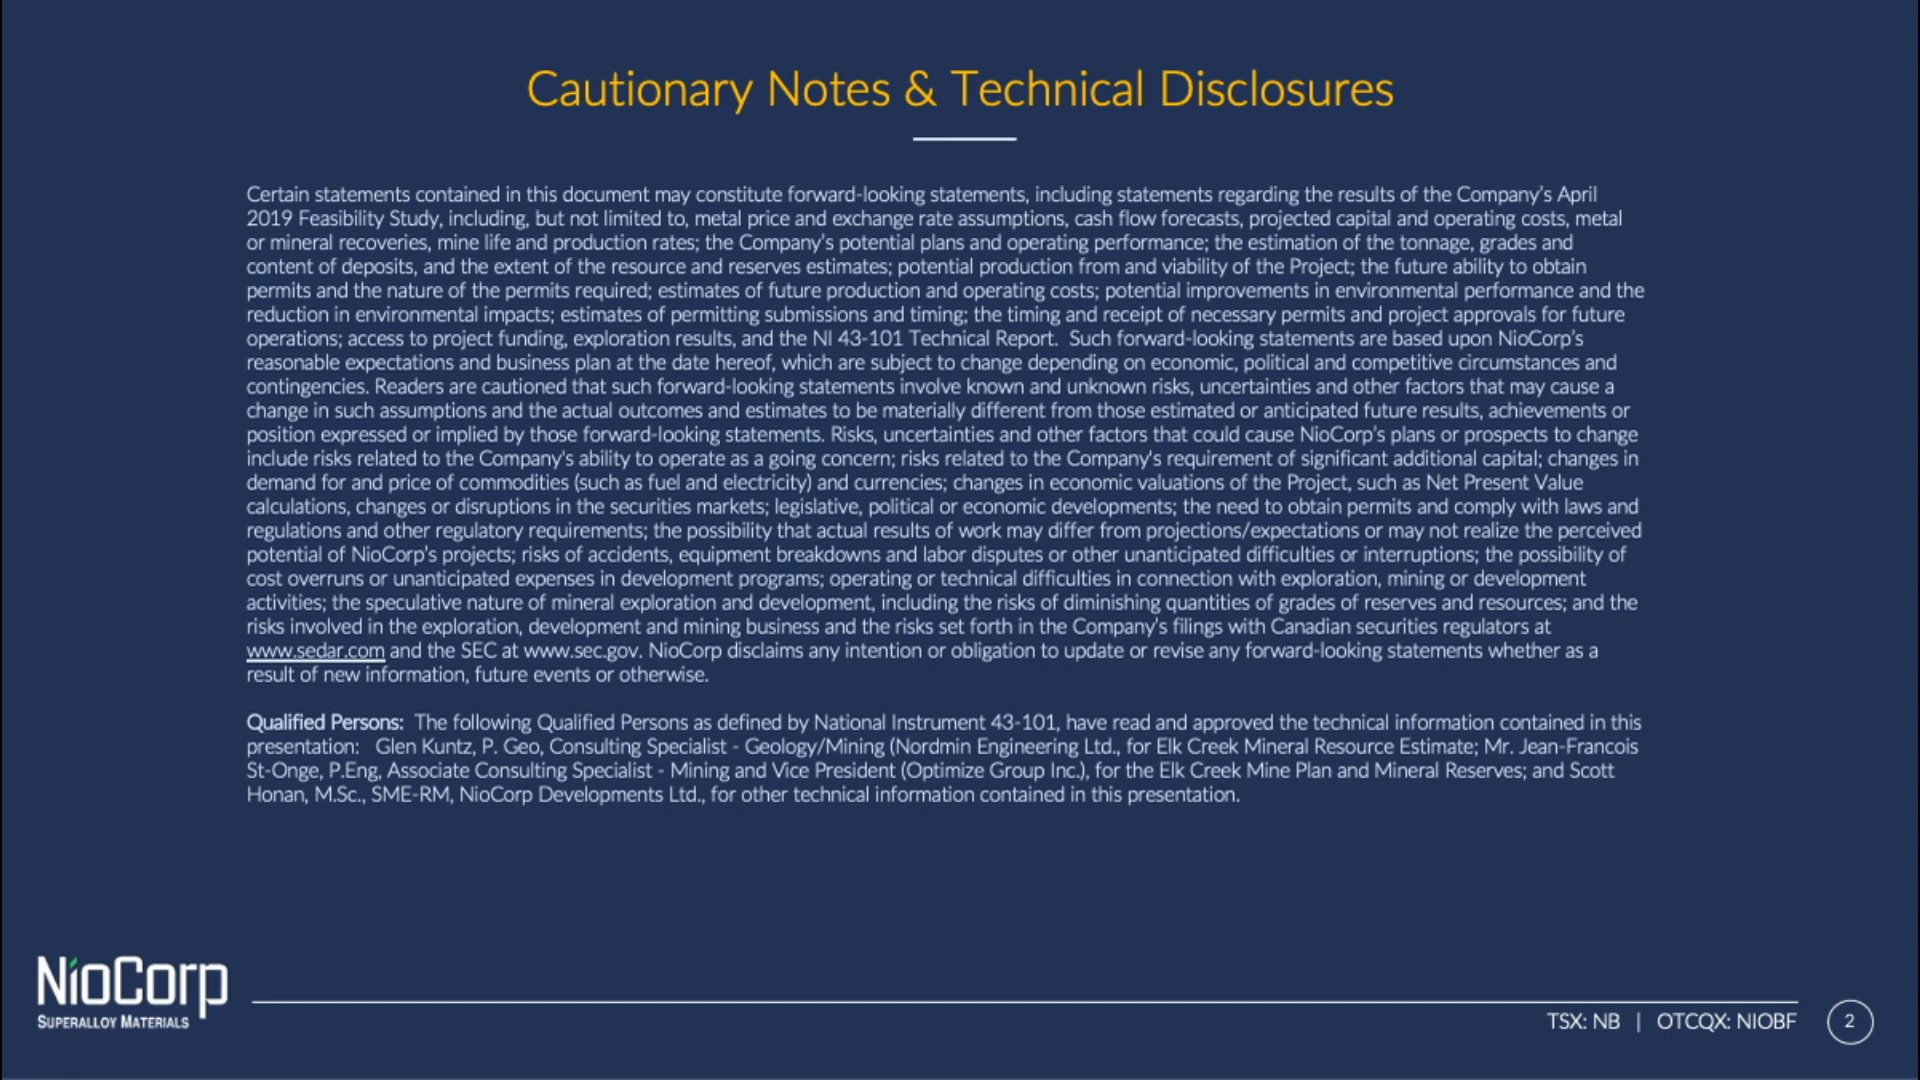 Cautionary Notes & Technical Disclosures
Certain statements contained in this document may constitute forward-looking statements, including statements regarding the results of the Company's April
2019 Feasibility Study, including, but not limited to, metal price and exchange rate assumptions, cash flow forecasts, projected capital and operating costs, metal
or mineral recoveries, mine life and production rates; the Company's potential plans and operating performance; the estimation of the tonnage, grades and
content of deposits, and the extent of the resource and reserves estimates; potential production from and viability of the Project; the future ability to obtain
permits and the nature of the permits required; estimates of future production and operating costs; potential improvements in environmental performance and the
reduction in environmental impacts; estimates of permitting submissions and timing; the timing and receipt of necessary permits and project approvals for future
operations; access to project funding, exploration results, and the NI 43-101 Technical Report.  Such forward-looking statements are based upon NioCorp's
reasonable expectations and business plan at the date hereof, which are subject to change depending on economic, political and competitive circumstances and
contingencies. Readers are cautioned that such forward-looking statements involve known and unknown risks, uncertainties and other factors that may cause a
change in such assumptions and the actual outcomes and estimates to be materially different from those estimated or anticipated future results, achievements or
position expressed or implied by those forward-looking statements. Risks, uncertainties and other factors that could cause NioCorp's plans or prospects to change
include risks related to the Company's ability to operate as a going concern; risks related to the Company's requirement of significant additional capital; changes in
demand for and price of commodities (such as fuel and electricity) and currencies; changes in economic valuations of the Project, such as Net Present Value
calculations, changes or disruptions in the securities markets; legislative, political or economic developments; the need to obtain permits and comply with laws and
regulations and other regulatory requirements; the possibility that actual results of work may differ from projections/expectations or may not realize the perceived
potential of NioCorp's projects; risks of accidents, equipment breakdowns and labor disputes or other unanticipated difficulties or interruptions; the possibility of
cost overruns or unanticipated expenses in development programs; operating or technical difficulties in connection with exploration, mining or development
activities; the speculative nature of mineral exploration and development, including the risks of diminishing quantities of grades of reserves and resources; and the
risks involved in the exploration, development and mining business and the risks set forth in the Company's filings with Canadian securities regulators at
www.sedar.com and the SEC at www.sec.gov. NioCorp disclaims any intention or obligation to update or revise any forward-looking statements whether as a
result of new information, future events or otherwise.
Qualified Persons:  The following Qualified Persons as defined by National Instrument 43-101, have read and approved the technical information contained in this
presentation:   Glen Kuntz, P. Geo, Consulting Specialist - Geology/Mining (Nordmin Engineering Ltd., for Elk Creek Mineral Resource Estimate; Mr. Jean-Francois
St-Onge, P.Eng, Associate Consulting Specialist - Mining and Vice President (Optimize Group Inc.), for the Elk Creek Mine Plan and Mineral Reserves; and Scott
Honan, M.Sc., SME-RM, NioCorp Developments Ltd., for other technical information contained in this presentation.
NioCorp
SUPERALLOY MATERIALS
TSX: NB | OTCQX: NIOBF 2